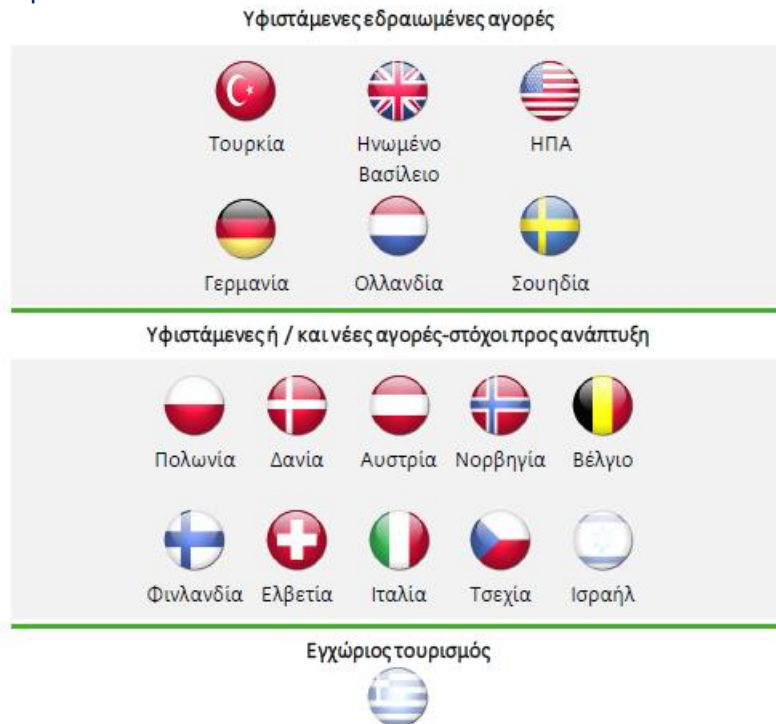 Υφιστάμενες εδραιωμένες αγορές
Τουρκία Ηνωμένο Βασίλειο ΗΠΑ
Γερμανία Ολλανδία Σουηδία
Υφιστάμενες ή / και νέες αγορές-στόχοι προς ανάπτυξη
Πολωνία Δανία Αυστρία Νορβηγία Βέλγιο
Φινλανδία Ελβετία Ιταλία Τσεχία Ισραήλ
Εγχώριος τουρισμός